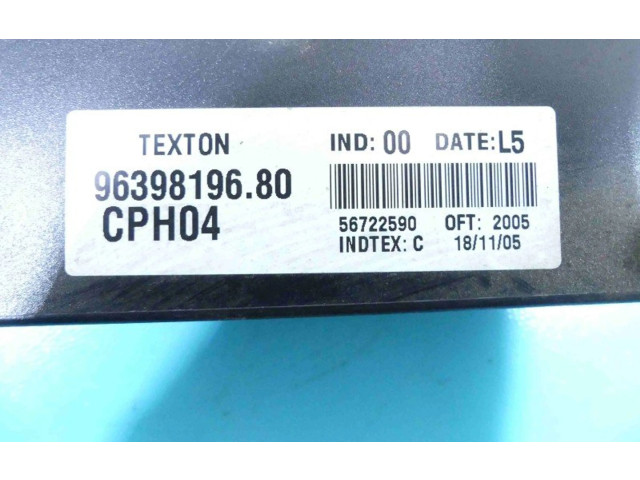 TEXTON IND: 00 DATE: L5
96398196.80
CPH04
56722590 OFT: 2005
INDTEX: C 18/11/05